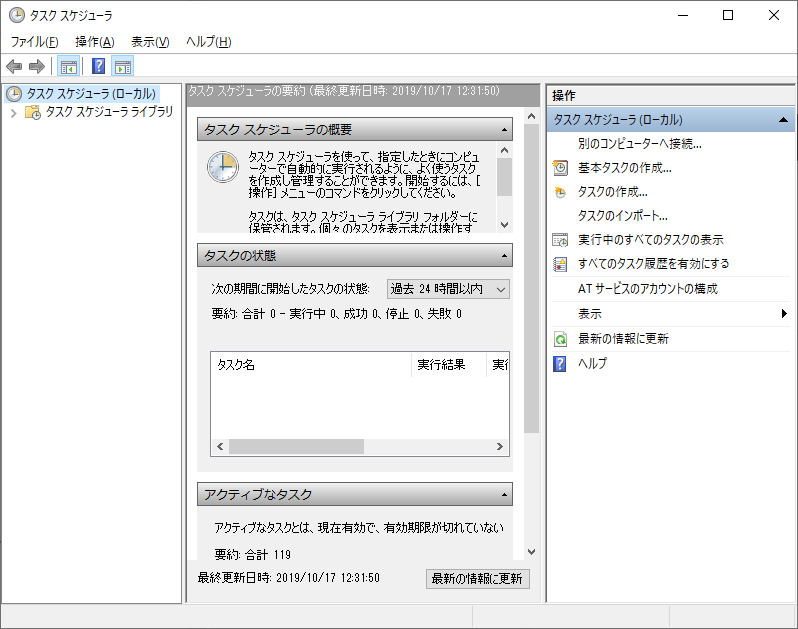 タスク スケジューラ
ファイル(F) 操作(A) 表示(V) ヘルプ(H)
タスク スケジューラ (ローカル)
タスク スケジューラ ライブラリ
タスク スケジューラの要約 (最終更新日時: 2019/10/17 12:31:50)
タスク スケジューラの概要
タスク スケジューラを使って、指定したときにコンピュ
ーターで自動的に実行されるように、よく使うタスク
を作成し管理することができます。開始するには、[
操作] メニューのコマンドをクリックしてください。
タスクは、タスク スケジューラ ライブラリ フォルダーに
保管されます。個々のタスクを表示または操作す
タスクの状態
次の期間に開始したタスクの状態: 過去 24 時間以内
要約: 合計 0 - 実行中 0、成功 0、停止 0、失敗 0
タスク名 実行結果 実行
アクティブなタスク
アクティブなタスクとは、現在有効で、有効期限が切れていない
要約: 合計 119
最終更新日時: 2019/10/17 12:31:50 最新の情報に更新
操作
タスク スケジューラ (ローカル)
別のコンピューターへ接続...
基本タスクの作成...
タスクの作成...
タスクのインポート...
実行中のすべてのタスクの表示
すべてのタスク履歴を有効にする
AT サービスのアカウントの構成
表示
最新の情報に更新
ヘルプ